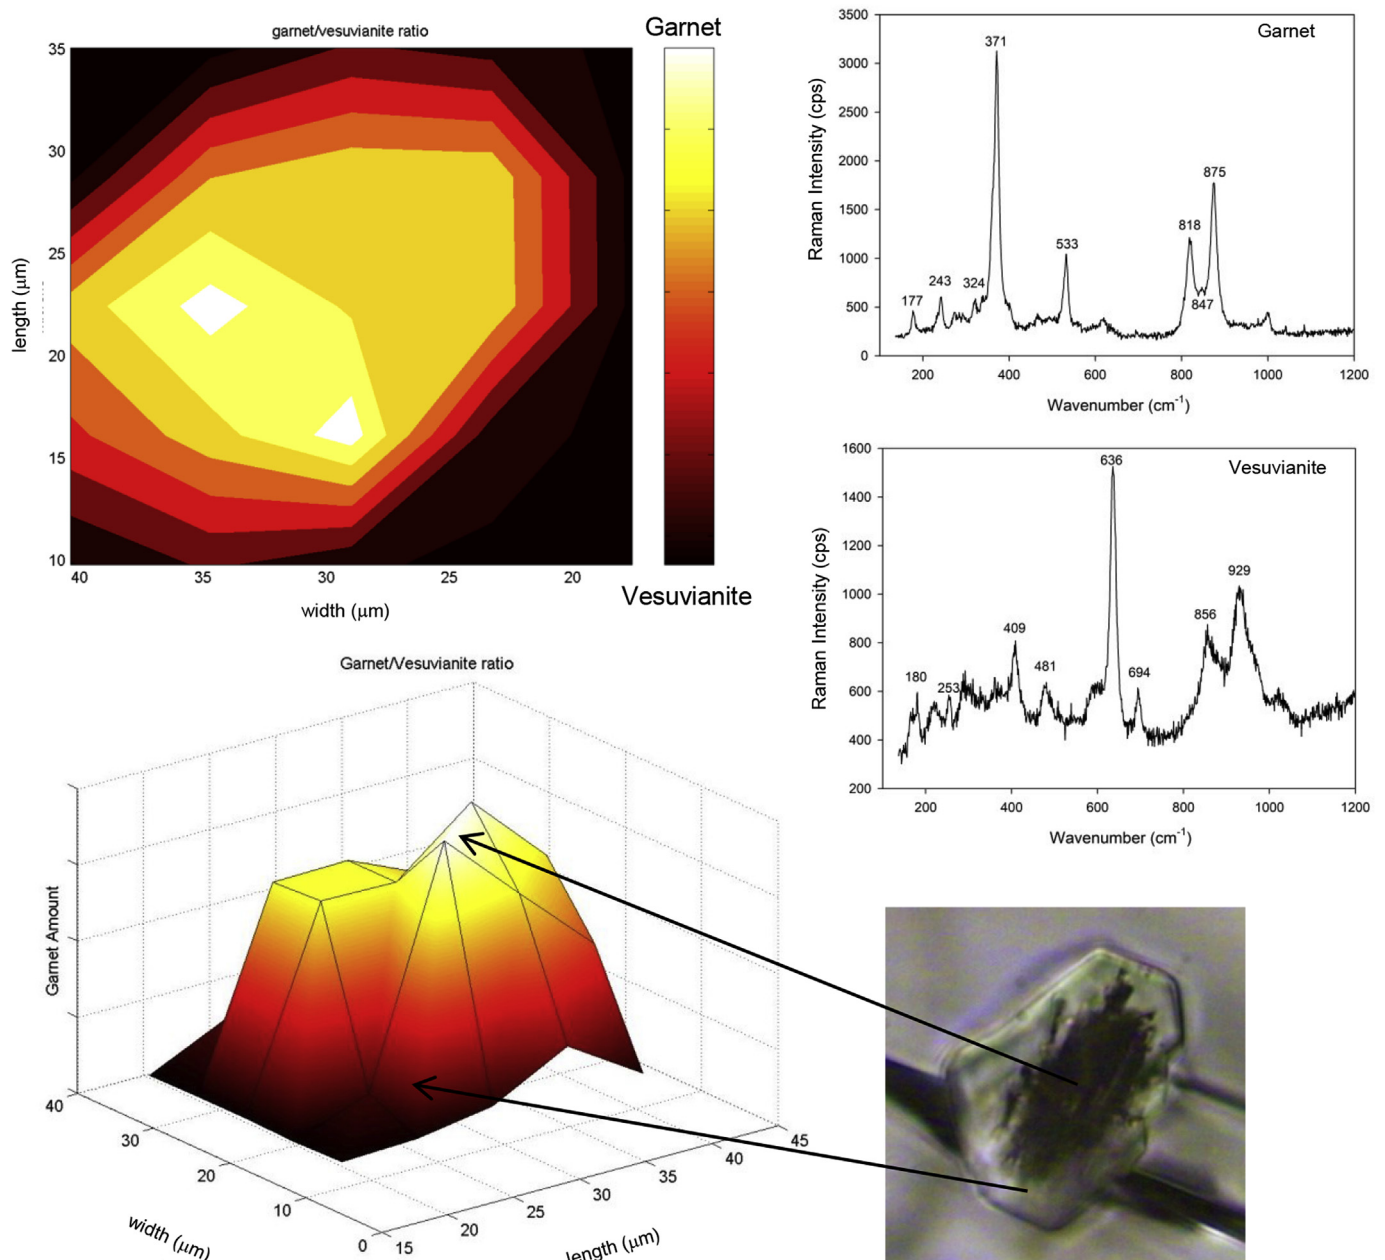 garnet/vesuvianite ratio
Garnet
35
30
25
20
15
10
length (µm)
40 35 30 25 20
width (µm)
Vesuvianite
Garnet
3500
3000
2500
2000
1500
1000
500
0
371
875
818
533
243
324
177
847
Raman Intensity (cps)
200 400 600 800 1000 1200
Wavenumber (cm-1)
Vesuvianite
1600
1400
1200
1000
800
600
400
200
636
929
856
409
481
694
180
253
Raman Intensity (cps)
200 400 600 800 1000 1200
Wavenumber (cm-1)
Garnet/Vesuvianite ratio
Garnet Amount
40
30
20
10
0
width (µm)
15
20
25
30
35
40
45
length (µm)